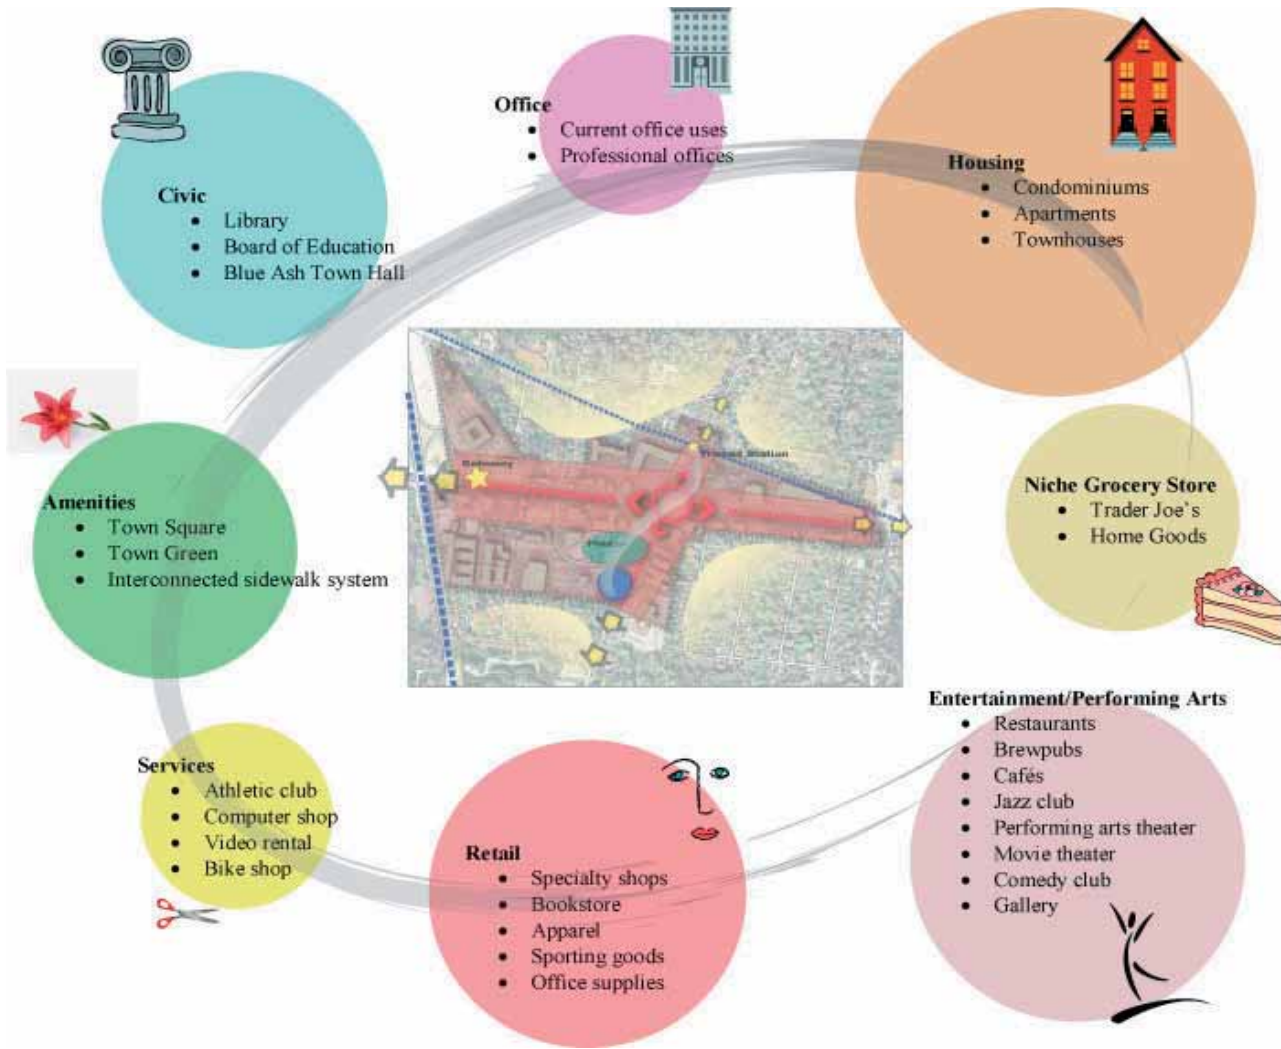 Office
• Current office uses
• Professional offices
Housing
• Condominiums
• Apartments
• Townhouses
Civic
• Library
• Board of Education
• Blue Ash Town Hall
Amenities
• Town Square
• Town Green
• Interconnected sidewalk system
Niche Grocery Store
• Trader Joe`s
• Home Goods
Entertainment/Performing Arts
• Restaurants
• Brewpubs
• Cafés
• Jazz club
• Performing arts theater
• Movie theater
• Comedy club
• Gallery
Services
• Athletic club
• Computer shop
• Video rental
• Bike shop
Retail
• Specialty shops
• Bookstore
• Apparel
• Sporting goods
• Office supplies